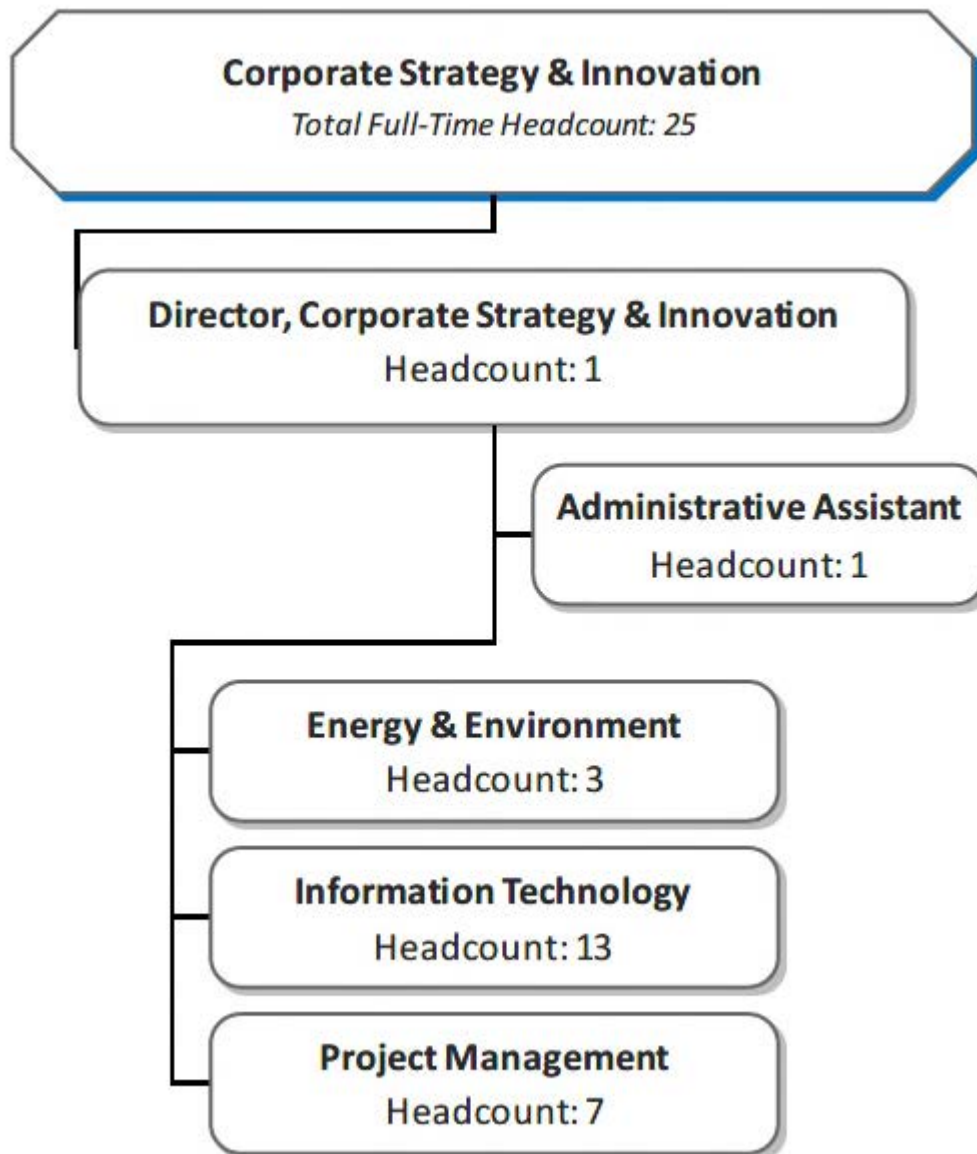 Corporate Strategy & Innovation
Total Full-Time Headcount: 25
Director, Corporate Strategy & Innovation
Headcount: 1
Administrative Assistant
Headcount: 1
Energy & Environment
Headcount: 3
Information Technology
Headcount: 13
Project Management
Headcount: 7